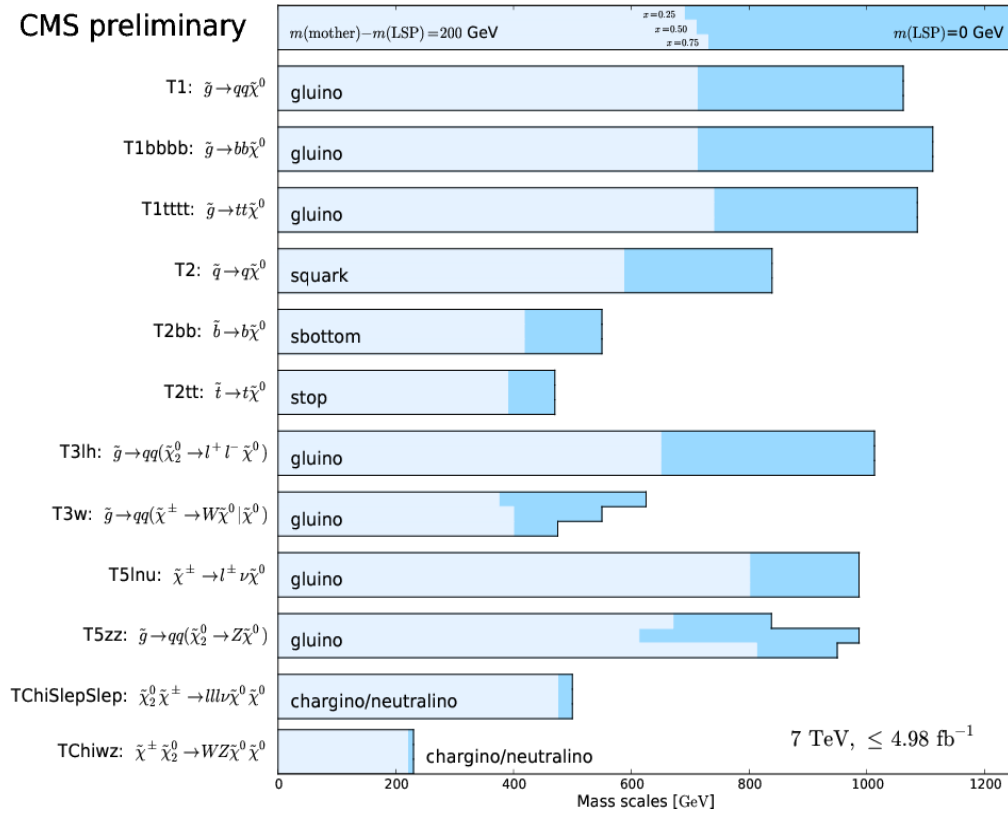 CMS preliminary
m(mother)−m(LSP)=200 GeV
x=0.25
x=0.50
x=0.75
m(LSP)=0 GeV
T1: g̃→qqχ̃⁰
gluino
T1bbbb: g̃→bbχ̃⁰
gluino
T1tttt: g̃→ttχ̃⁰
gluino
T2: q̃→qχ̃⁰
squark
T2bb: b̃→bχ̃⁰
sbottom
T2tt: t̃→tχ̃⁰
stop
T3lh: g̃→qq(χ̃₂⁰→l⁺l⁻χ̃⁰)
gluino
T3w: g̃→qq(χ̃±→Wχ̃⁰|χ̃⁰)
gluino
T5lnu: χ̃±→l±νχ̃⁰
gluino
T5zz: g̃→qq(χ̃₂⁰→Zχ̃⁰)
gluino
TChiSlepSlep: χ̃₂⁰χ̃±→lllνχ̃⁰χ̃⁰
chargino/neutralino
TChiwz: χ̃±χ̃₂⁰→WZχ̃⁰χ̃⁰
chargino/neutralino
7 TeV, ≤ 4.98 fb⁻¹
0 200 400 600 800 1000 1200
Mass scales [GeV]